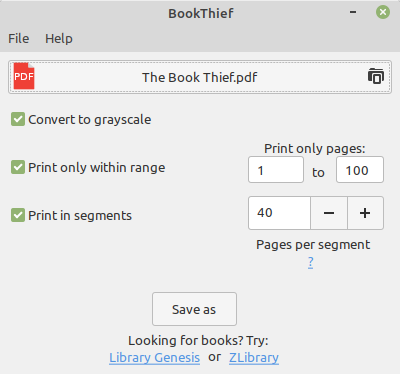 BookThief
File Help
PDF The Book Thief.pdf
Convert to grayscale
Print only pages:
Print only within range 1 to 100
Print in segments 40 − +
Pages per segment
?
Save as
Looking for books? Try:
Library Genesis or ZLibrary